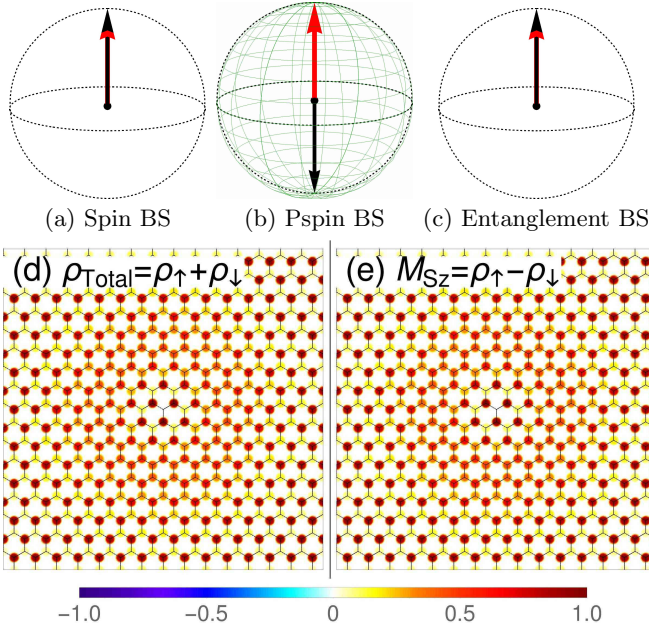 (a) Spin BS
(b) Pspin BS
(c) Entanglement BS
(d) ρTotal=ρ↑+ρ↓
(e) MSz=ρ↑−ρ↓
−1.0 −0.5 0 0.5 1.0